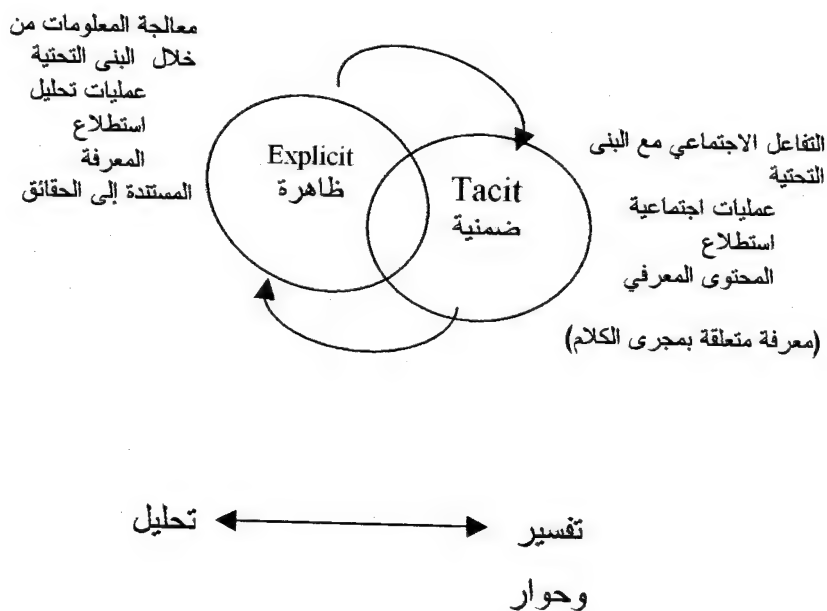 معالجة المعلومات من
خلال البنى التحتية
عمليات تحليل
استطلاع
المعرفة
المستندة إلى الحقائق
Explicit
ظاهرة
Tacit
ضمنية
التفاعل الاجتماعي مع البنى
التحتية
عمليات اجتماعية
استطلاع
المحتوى المعرفي
(معرفة متعلقة بمجرى الكلام)
تحليل
تفسير
وحوار